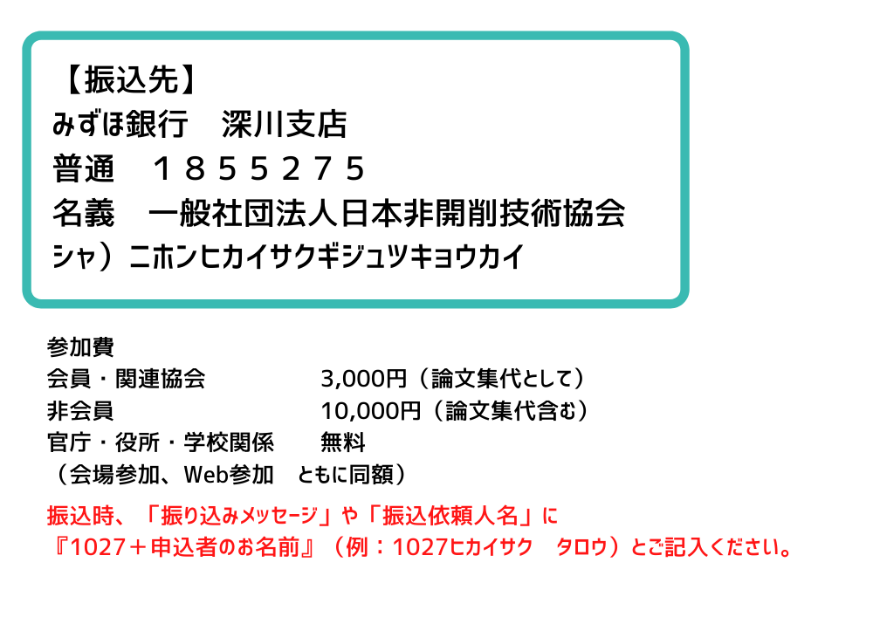 【振込先】
みずほ銀行　深川支店
普通　１８５５２７５
名義　一般社団法人日本非開削技術協会
シャ）ニホンヒカイサクギジュツキョウカイ
参加費
会員・関連協会　　　　　3,000円（論文集代として）
非会員　　　　　　　　　10,000円（論文集代含む）
官庁・役所・学校関係　　無料
（会場参加、Web参加　ともに同額）
振込時、「振り込みメッセージ」や「振込依頼人名」に
『1027＋申込者のお名前』（例：1027ヒカイサク　タロウ）とご記入ください。